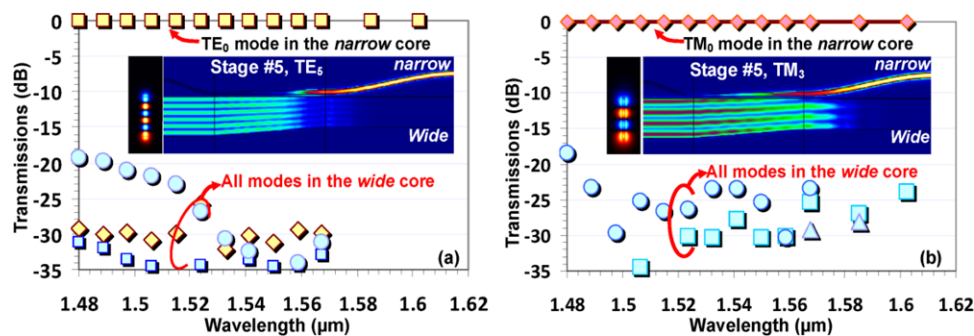 0
-5
-10
-15
-20
-25
-30
-35
Transmissions (dB)
TE₀ mode in the narrow core
Stage #5, TE₅
narrow
Wide
All modes in the wide core
(a)
1.48 1.5 1.52 1.54 1.56 1.58 1.6 1.62
Wavelength (µm)
0
-5
-10
-15
-20
-25
-30
-35
Transmissions (dB)
TM₀ mode in the narrow core
Stage #5, TM₃
narrow
Wide
All modes in the wide core
(b)
1.48 1.5 1.52 1.54 1.56 1.58 1.6 1.62
Wavelength (µm)